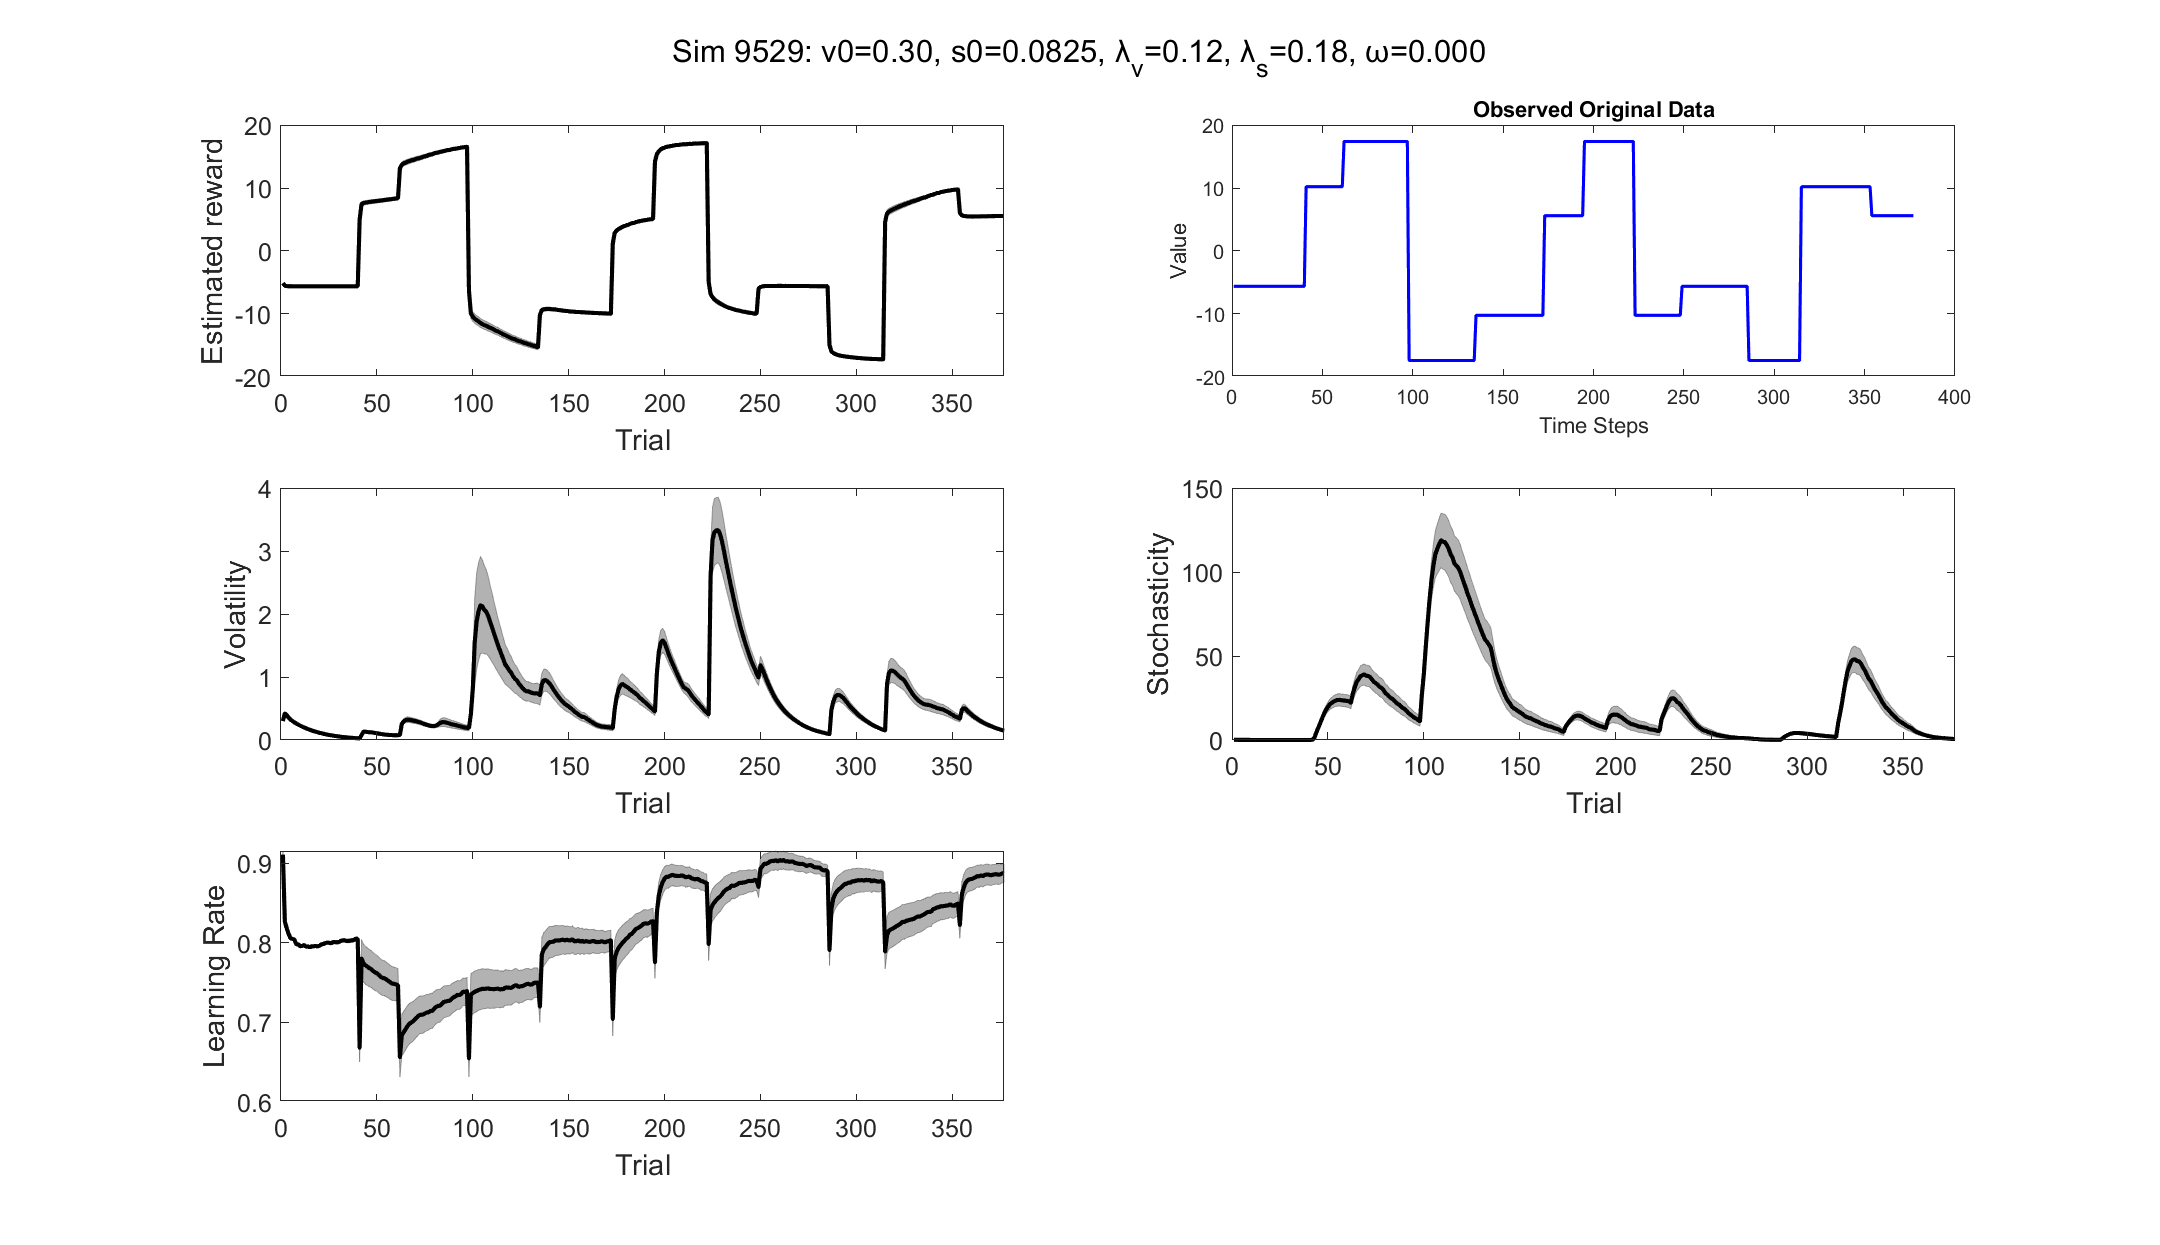 Sim 9529: v0=0.30, s0=0.0825, λv=0.12, λs=0.18, ω=0.000
Estimated reward
20
10
0
-10
-20
0 50 100 150 200 250 300 350
Trial
Observed Original Data
Value
20
10
0
-10
-20
0 50 100 150 200 250 300 350 400
Time Steps
Volatility
4
3
2
1
0
0 50 100 150 200 250 300 350
Trial
Stochasticity
150
100
50
0
0 50 100 150 200 250 300 350
Trial
Learning Rate
0.9
0.8
0.7
0.6
0 50 100 150 200 250 300 350
Trial